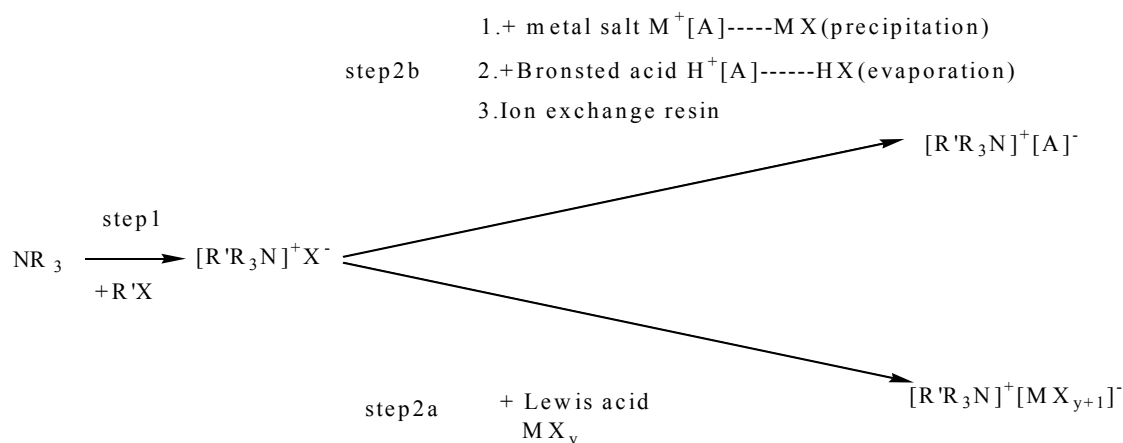 1.+ metal salt M⁺[A]-----MX(precipitation)
step2b
2.+Bronsted acid H⁺[A]------HX(evaporation)
3.Ion exchange resin
[R'R₃N]⁺[A]⁻
step1
NR₃
[R'R₃N]⁺X⁻
+R'X
[R'R₃N]⁺[MXy+1]⁻
step2a
+ Lewis acid
MXy